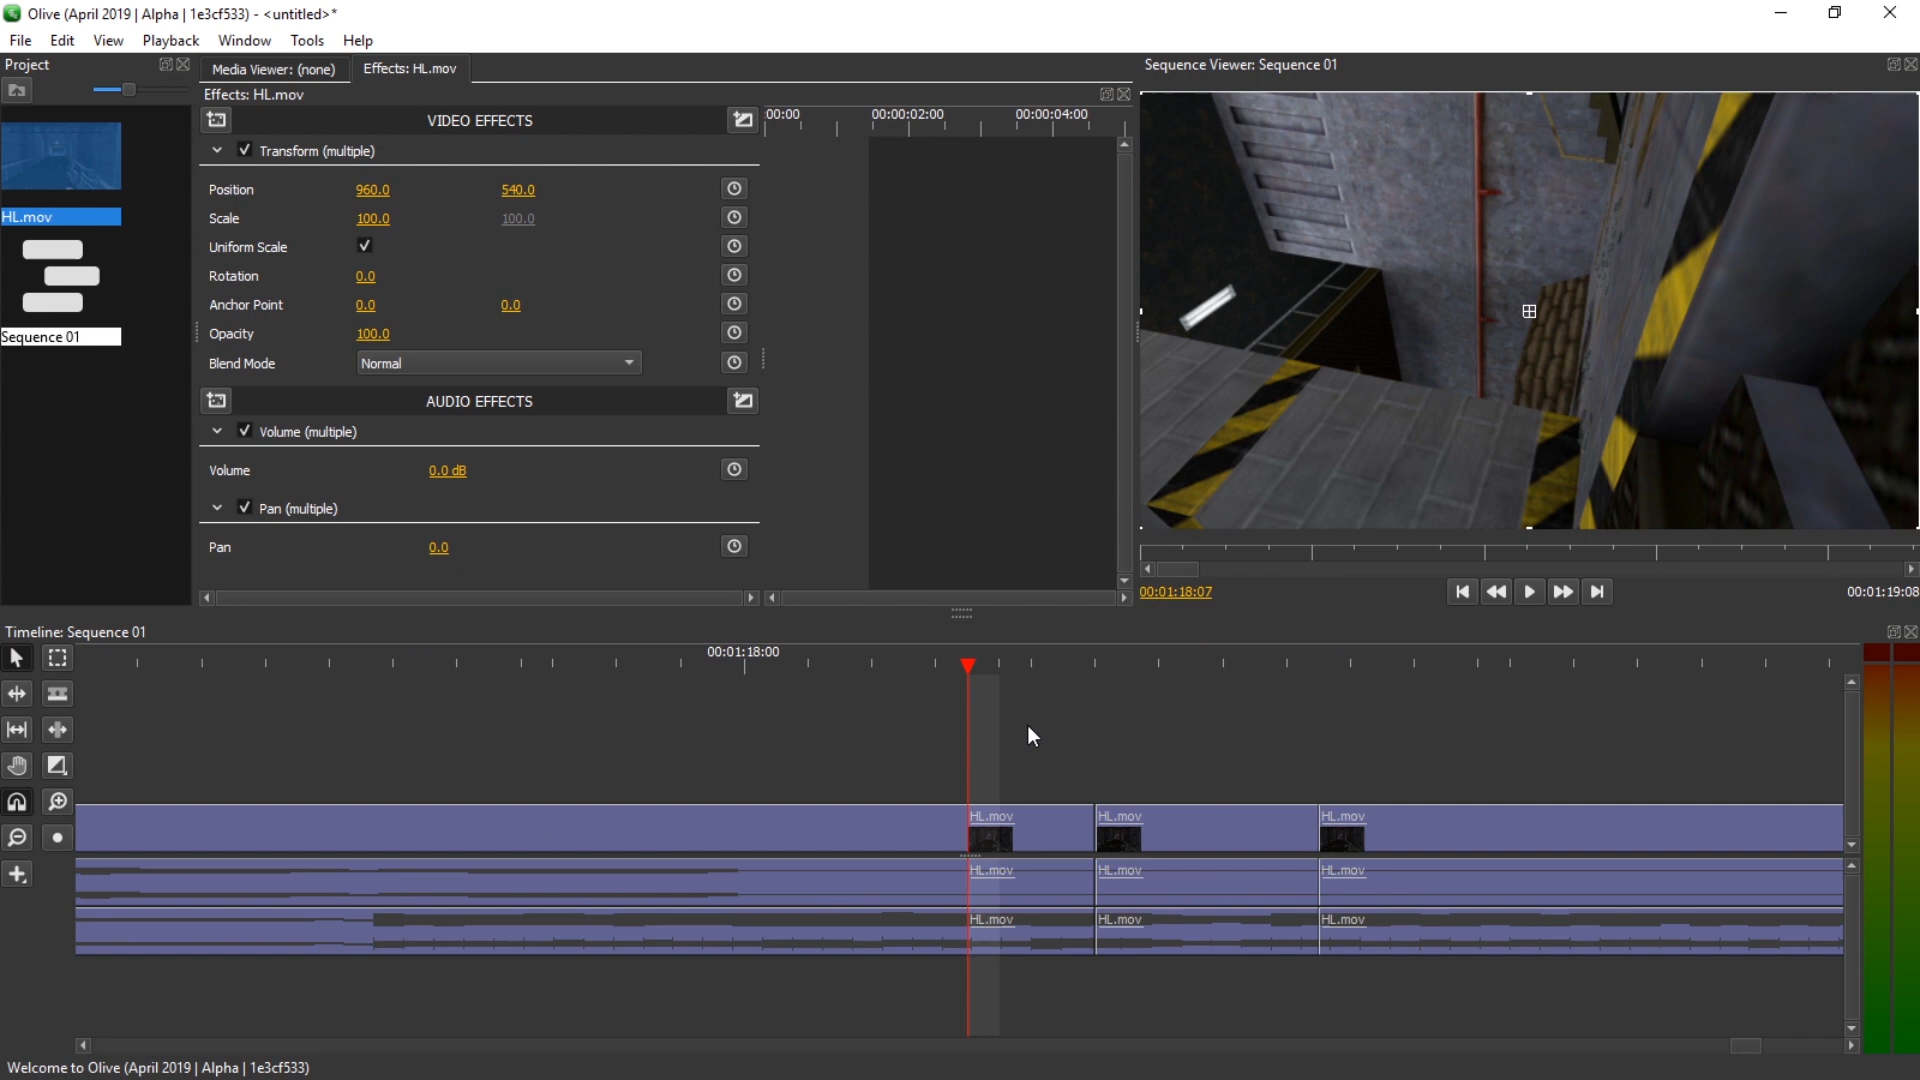 Olive (April 2019 | Alpha | 1e3cf533) - <untitled>*
File Edit View Playback Window Tools Help
Project
HL.mov
Sequence 01
Media Viewer: (none) Effects: HL.mov
Effects: HL.mov
VIDEO EFFECTS
Transform (multiple)
Position 960.0 540.0
Scale 100.0 100.0
Uniform Scale
Rotation 0.0
Anchor Point 0.0 0.0
Opacity 100.0
Blend Mode Normal
AUDIO EFFECTS
Volume (multiple)
Volume 0.0 dB
Pan (multiple)
Pan 0.0
:00:00 00:00:02:00 00:00:04:00
Sequence Viewer: Sequence 01
00:01:18:07 00:01:19:08
Timeline: Sequence 01
00:01:18:00
HL.mov HL.mov HL.mov
HL.mov HL.mov HL.mov
HL.mov HL.mov HL.mov
Welcome to Olive (April 2019 | Alpha | 1e3cf533)